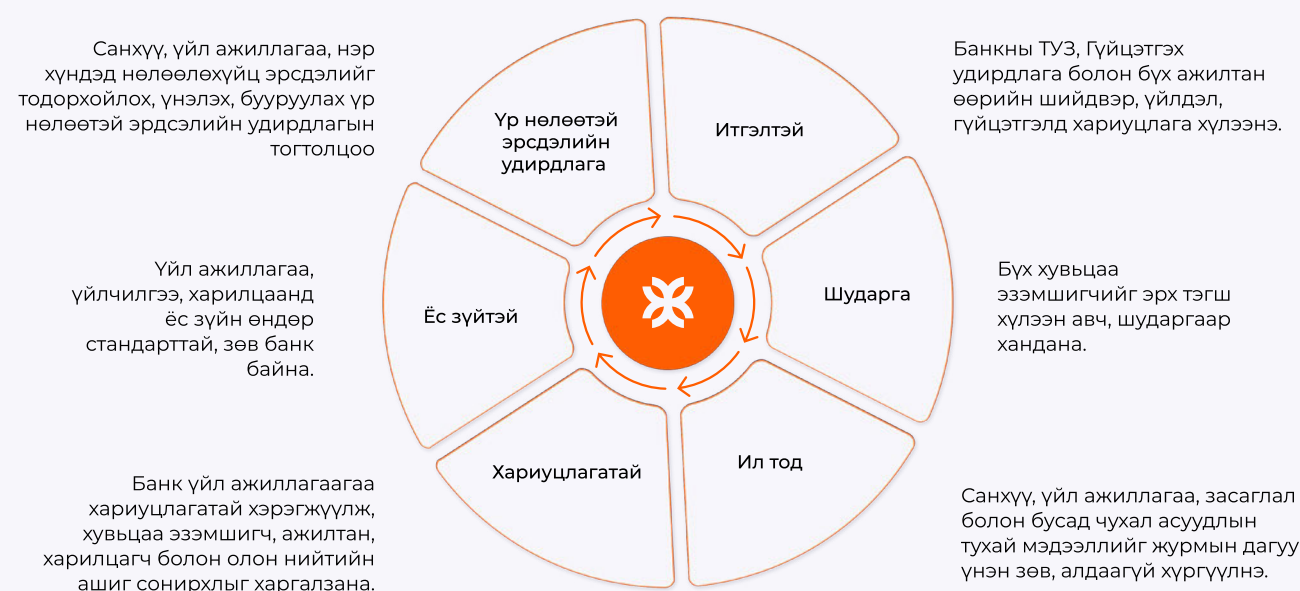 Санхүү, үйл ажиллагаа, нэр
хүндэд нөлөөлөхүйц эрсдэлийг
тодорхойлох, үнэлэх, бууруулах үр
нөлөөтэй эрдсэлийн удирдлагын
тогтолцоо
Үр нөлөөтэй
эрсдэлийн
удирдлага
Итгэлтэй
Банкны ТУЗ, Гүйцэтгэх
удирдлага болон бүх ажилтан
өөрийн шийдвэр, үйлдэл,
гүйцэтгэлд хариуцлага хүлээнэ.
Үйл ажиллагаа,
үйлчилгээ, харилцаанд
ёс зүйн өндөр
стандарттай, зөв банк
байна.
Ёс зүйтэй
Шударга
Бүх хувьцаа
эзэмшигчийг эрх тэгш
хүлээн авч, шударгаар
хандана.
Банк үйл ажиллагаагаа
хариуцлагатай хэрэгжүүлж,
хувьцаа эзэмшигч, ажилтан,
харилцагч болон олон нийтийн
ашиг сонирхлыг харгалзана.
Хариуцлагатай
Ил тод
Санхүү, үйл ажиллагаа, засаглал
болон бусад чухал асуудлын
тухай мэдээллийг журмын дагуу
үнэн зөв, алдаагүй хүргүүлнэ.